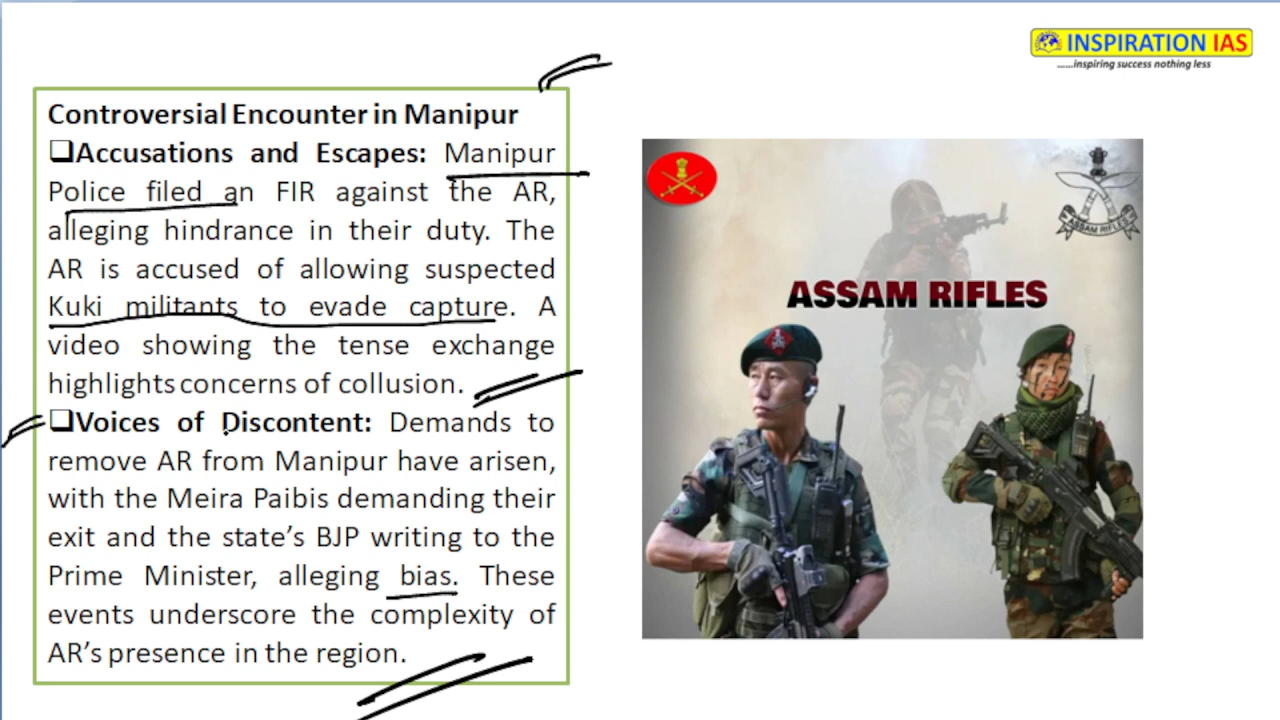 INSPIRATION IAS
......inspiring success nothing less
Controversial Encounter in Manipur
❑Accusations and Escapes: Manipur
Police filed an FIR against the AR,
alleging hindrance in their duty. The
AR is accused of allowing suspected
Kuki militants to evade capture. A
video showing the tense exchange
highlights concerns of collusion.
❑Voices of Discontent: Demands to
remove AR from Manipur have arisen,
with the Meira Paibis demanding their
exit and the state’s BJP writing to the
Prime Minister, alleging bias. These
events underscore the complexity of
AR’s presence in the region.
ASSAM RIFLES
ASSAM RIFLES